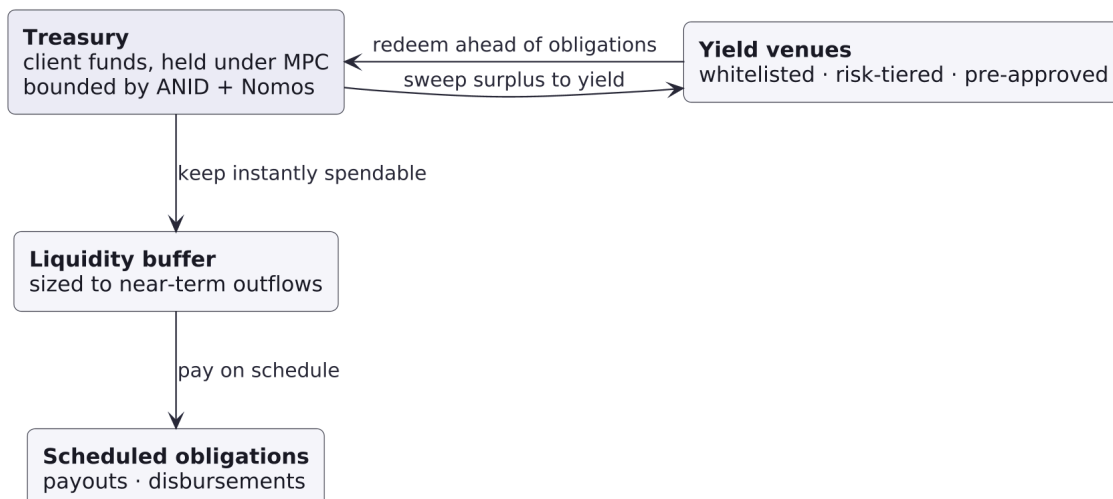 Treasury
client funds, held under MPC
bounded by ANID + Nomos
redeem ahead of obligations
sweep surplus to yield
Yield venues
whitelisted · risk-tiered · pre-approved
keep instantly spendable
Liquidity buffer
sized to near-term outflows
pay on schedule
Scheduled obligations
payouts · disbursements